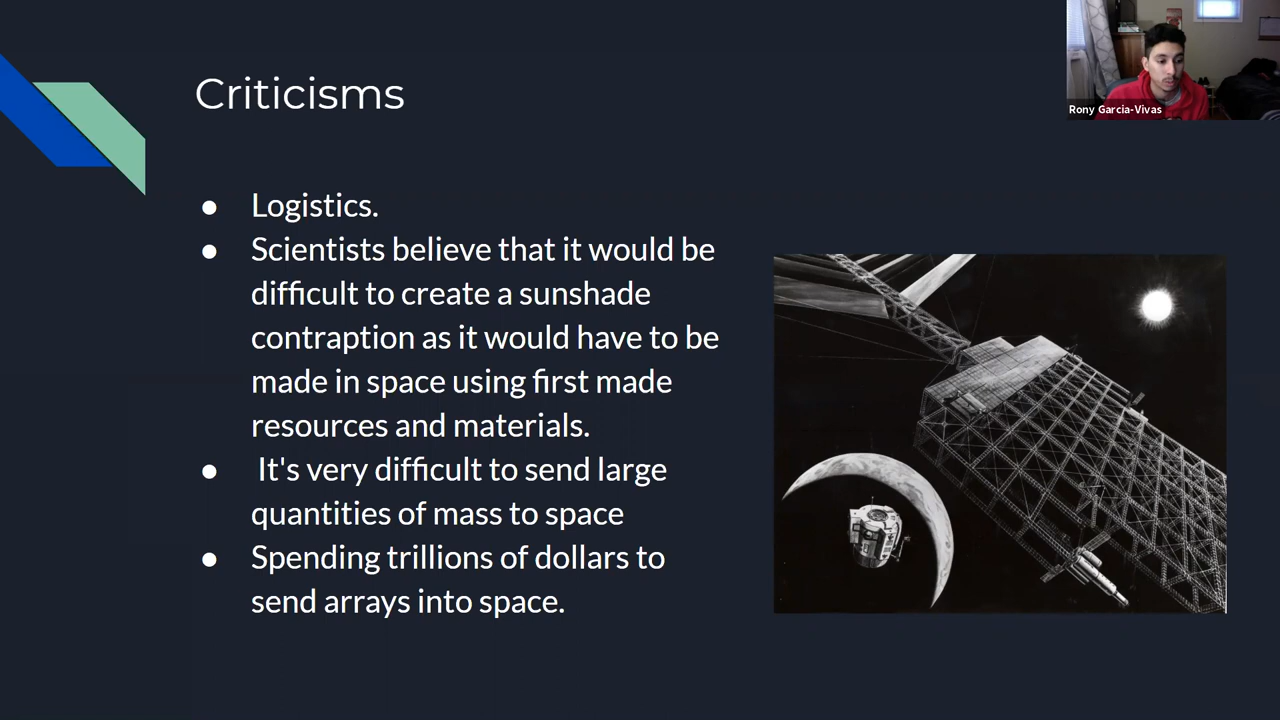 Criticisms
Rony Garcia-Vivas
● Logistics.
● Scientists believe that it would be
difficult to create a sunshade
contraption as it would have to be
made in space using first made
resources and materials.
● It's very difficult to send large
quantities of mass to space
● Spending trillions of dollars to
send arrays into space.